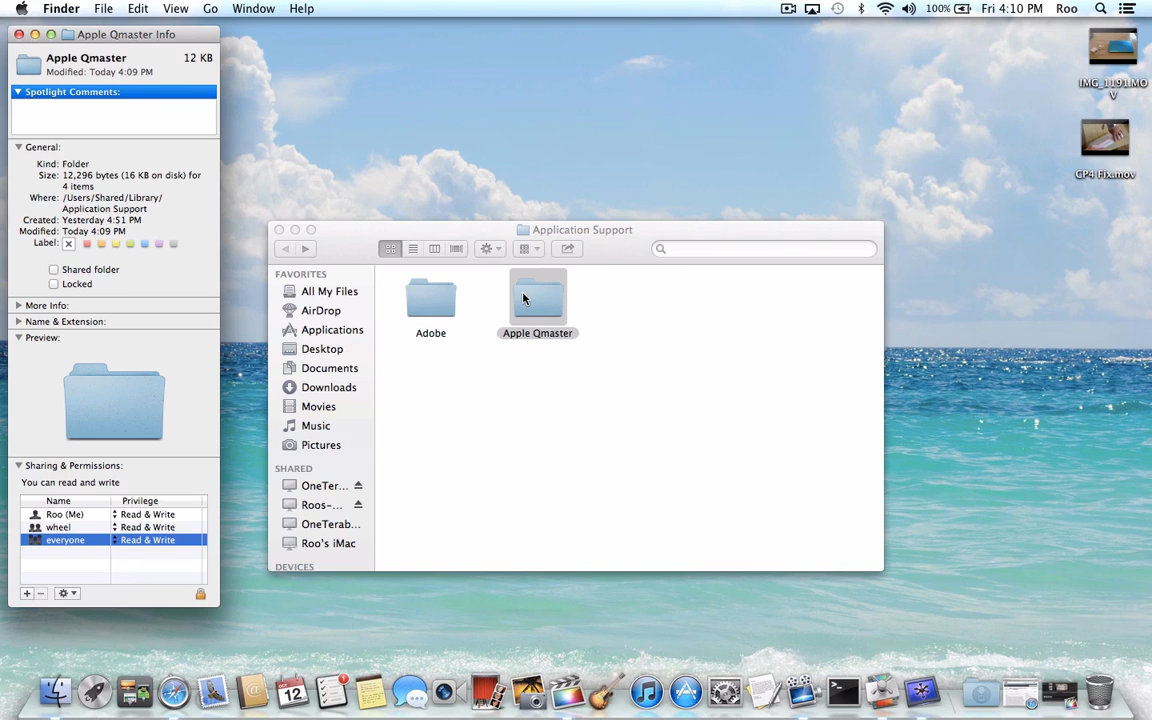 Finder File Edit View Go Window Help
100% Fri 4:10 PM Roo
Apple Qmaster Info
Apple Qmaster 12 KB
Modified: Today 4:09 PM
Spotlight Comments:
General:
Kind: Folder
Size: 12,296 bytes (16 KB on disk) for
4 items
Where: /Users/Shared/Library/
Application Support
Created: Yesterday 4:51 PM
Modified: Today 4:09 PM
Label:
Shared folder
Locked
More Info:
Name & Extension:
Preview:
Sharing & Permissions:
You can read and write
Name Privilege
Roo (Me) Read & Write
wheel Read & Write
everyone Read & Write
Application Support
FAVORITES
All My Files
AirDrop
Applications
Desktop
Documents
Downloads
Movies
Music
Pictures
SHARED
OneTer...
Roos-...
OneTerab...
Roo's iMac
DEVICES
Adobe
Apple Qmaster
IMG_1191.MO
V
CP4 Fix.mov
12
1